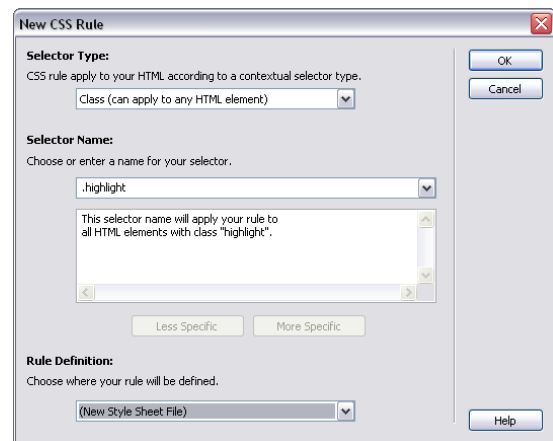 New CSS Rule
Selector Type:
CSS rule apply to your HTML according to a contextual selector type.
Class (can apply to any HTML element)
OK
Cancel
Selector Name:
Choose or enter a name for your selector.
.highlight
This selector name will apply your rule to
all HTML elements with class "highlight".
Less Specific
More Specific
Rule Definition:
Choose where your rule will be defined.
(New Style Sheet File)
Help